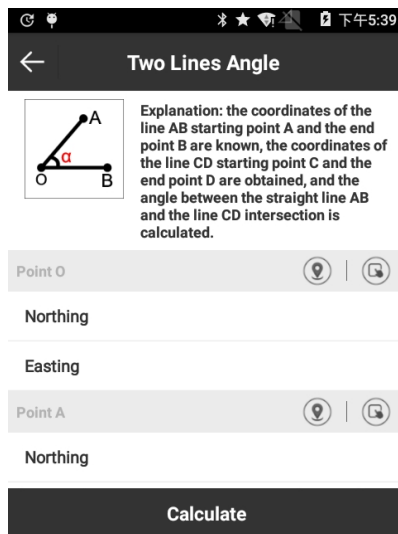 下午5:39
Two Lines Angle
A
α
O
B
Explanation: the coordinates of the
line AB starting point A and the end
point B are known, the coordinates of
the line CD starting point C and the
end point D are obtained, and the
angle between the straight line AB
and the line CD intersection is
calculated.
Point O
Northing
Easting
Point A
Northing
Calculate